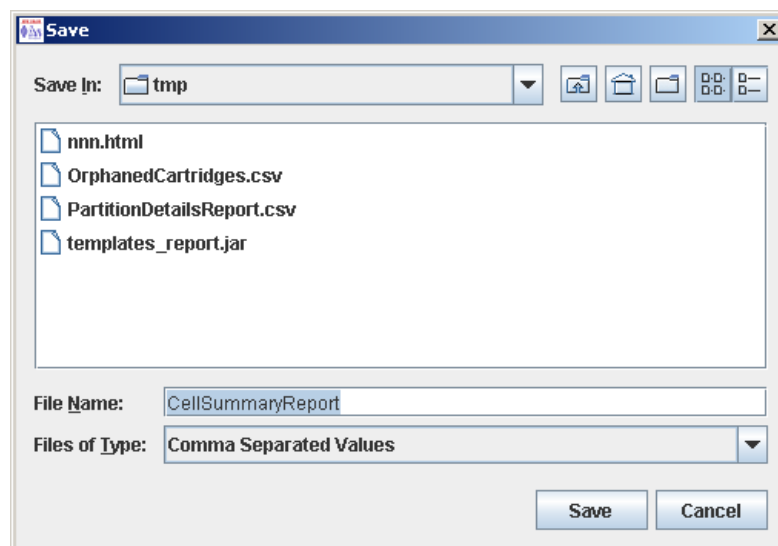 Save
Save In: tmp
nnn.html
OrphanedCartridges.csv
PartitionDetailsReport.csv
templates_report.jar
File Name: CellSummaryReport
Files of Type: Comma Separated Values
Save Cancel